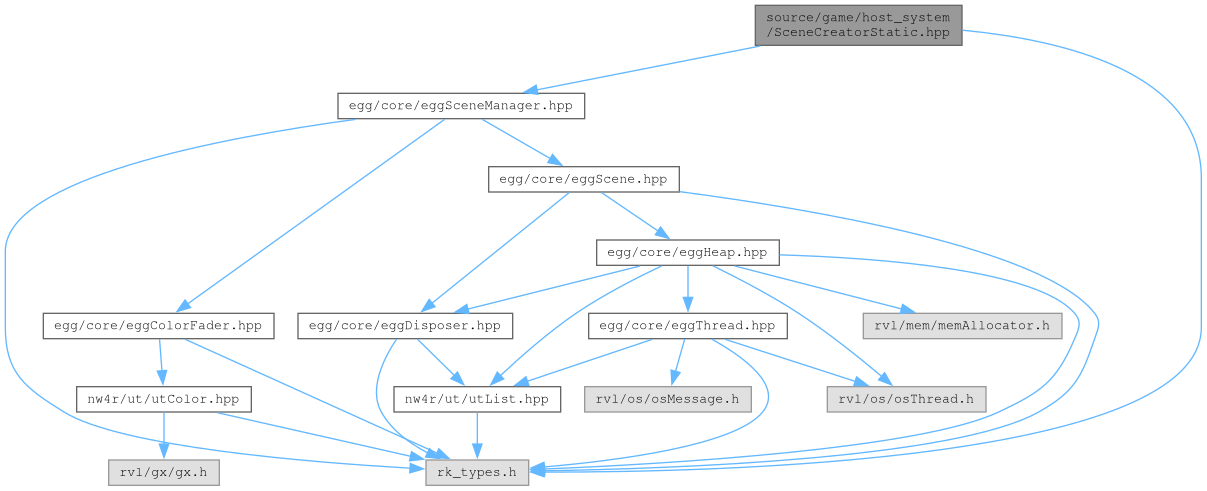 source/game/host_system
/SceneCreatorStatic.hpp
egg/core/eggSceneManager.hpp
egg/core/eggScene.hpp
egg/core/eggHeap.hpp
egg/core/eggColorFader.hpp
egg/core/eggDisposer.hpp
egg/core/eggThread.hpp
rvl/mem/memAllocator.h
nw4r/ut/utColor.hpp
nw4r/ut/utList.hpp
rvl/os/osMessage.h
rvl/os/osThread.h
rvl/gx/gx.h
rk_types.h